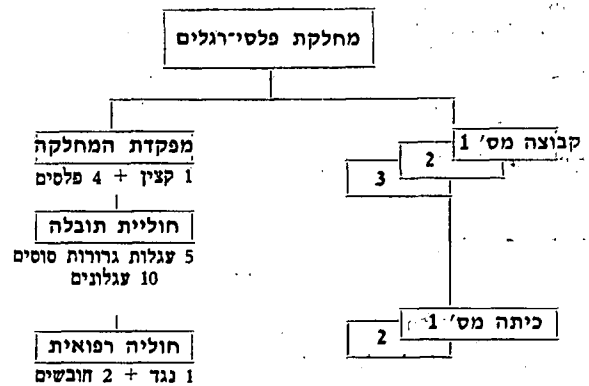 מחלקת פלסי־רגלים
קבוצה מס' 1
2
3
מפקדת המחלקה
1 קצין + 4 פלסים
חוליית תובלה
5 עגלות גרורות סוסים
10 עגלונים
כיתה מס' 1
2
חוליה רפואית
1 נגד + 2 חובשים